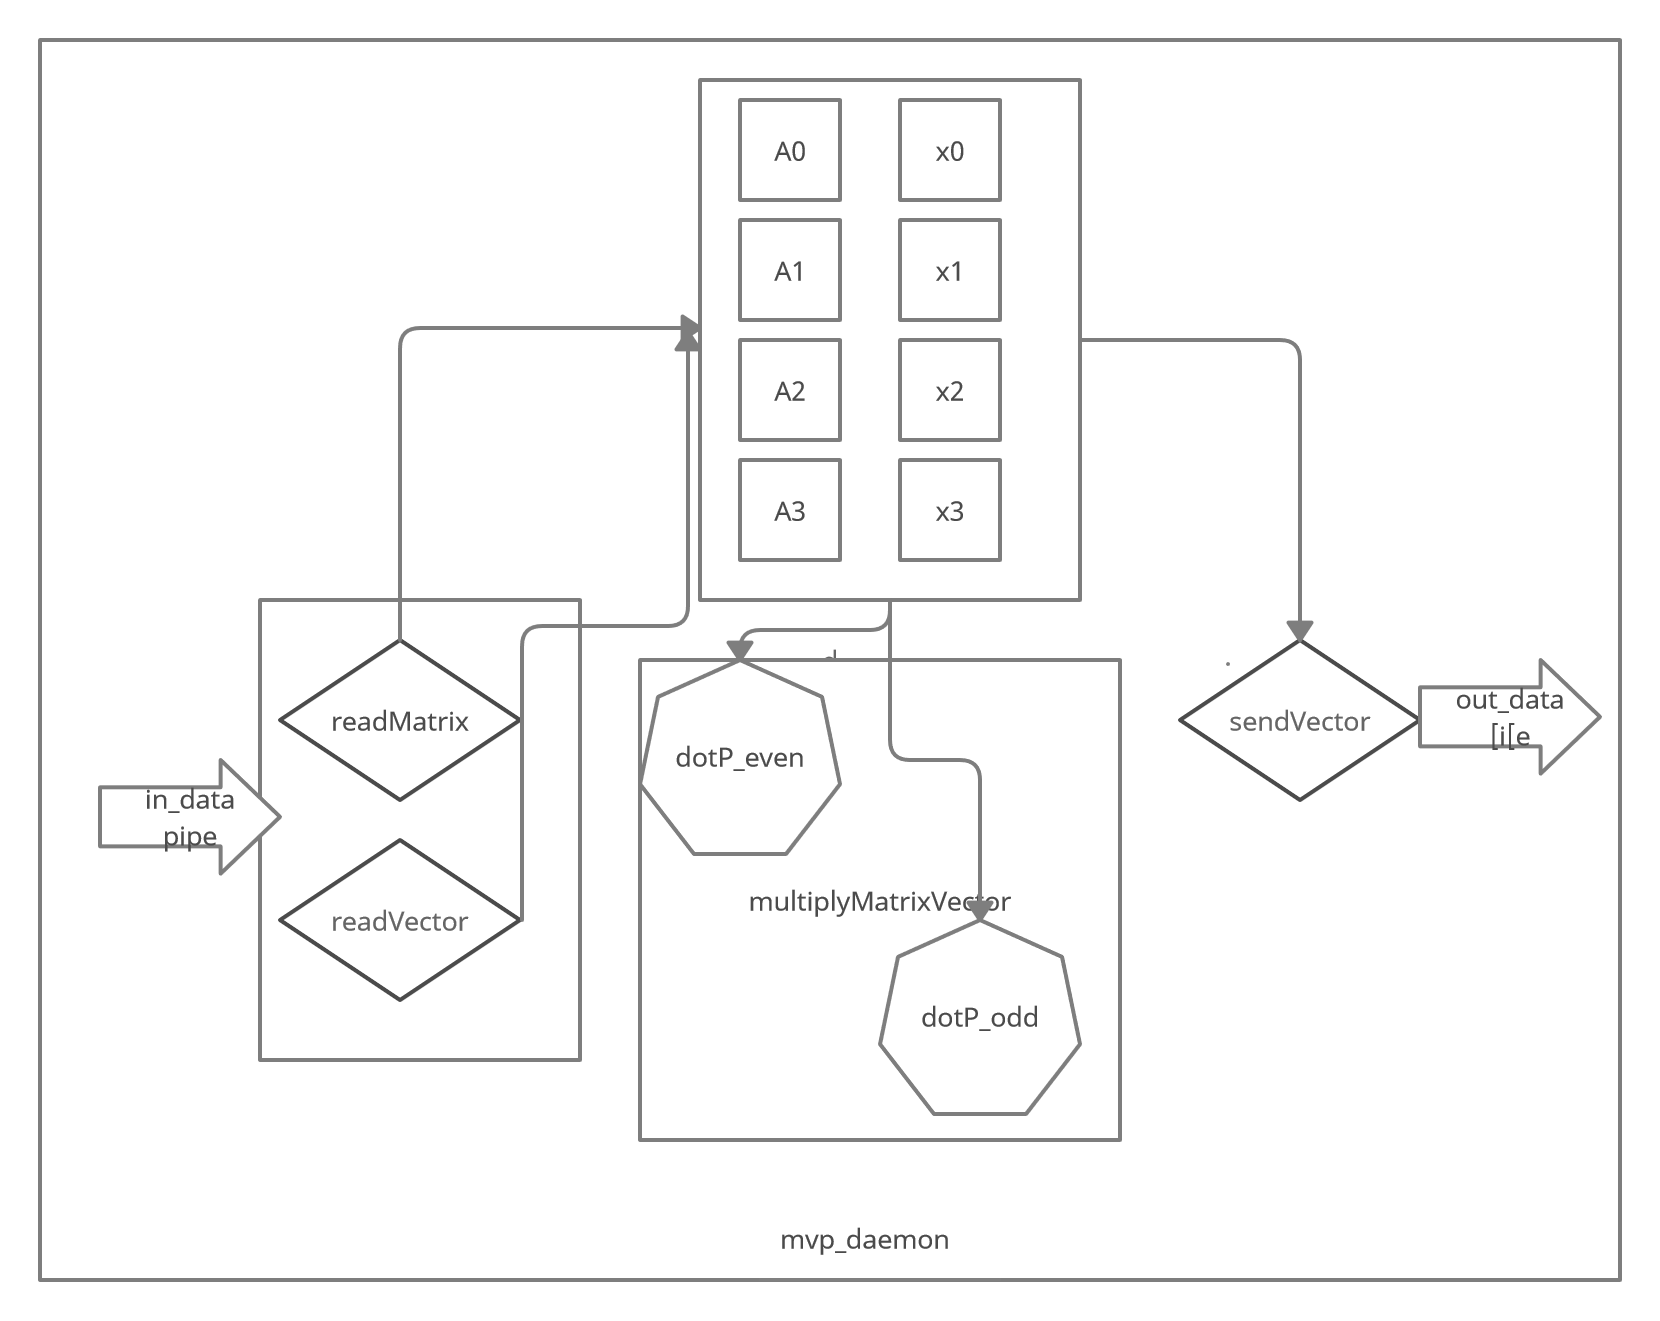 A0
x0
A1
x1
A2
x2
A3
x3
readMatrix
readVector
in_data
pipe
dotP_even
multiplyMatrixVector
dotP_odd
sendVector
out_data
[i[e
mvp_daemon